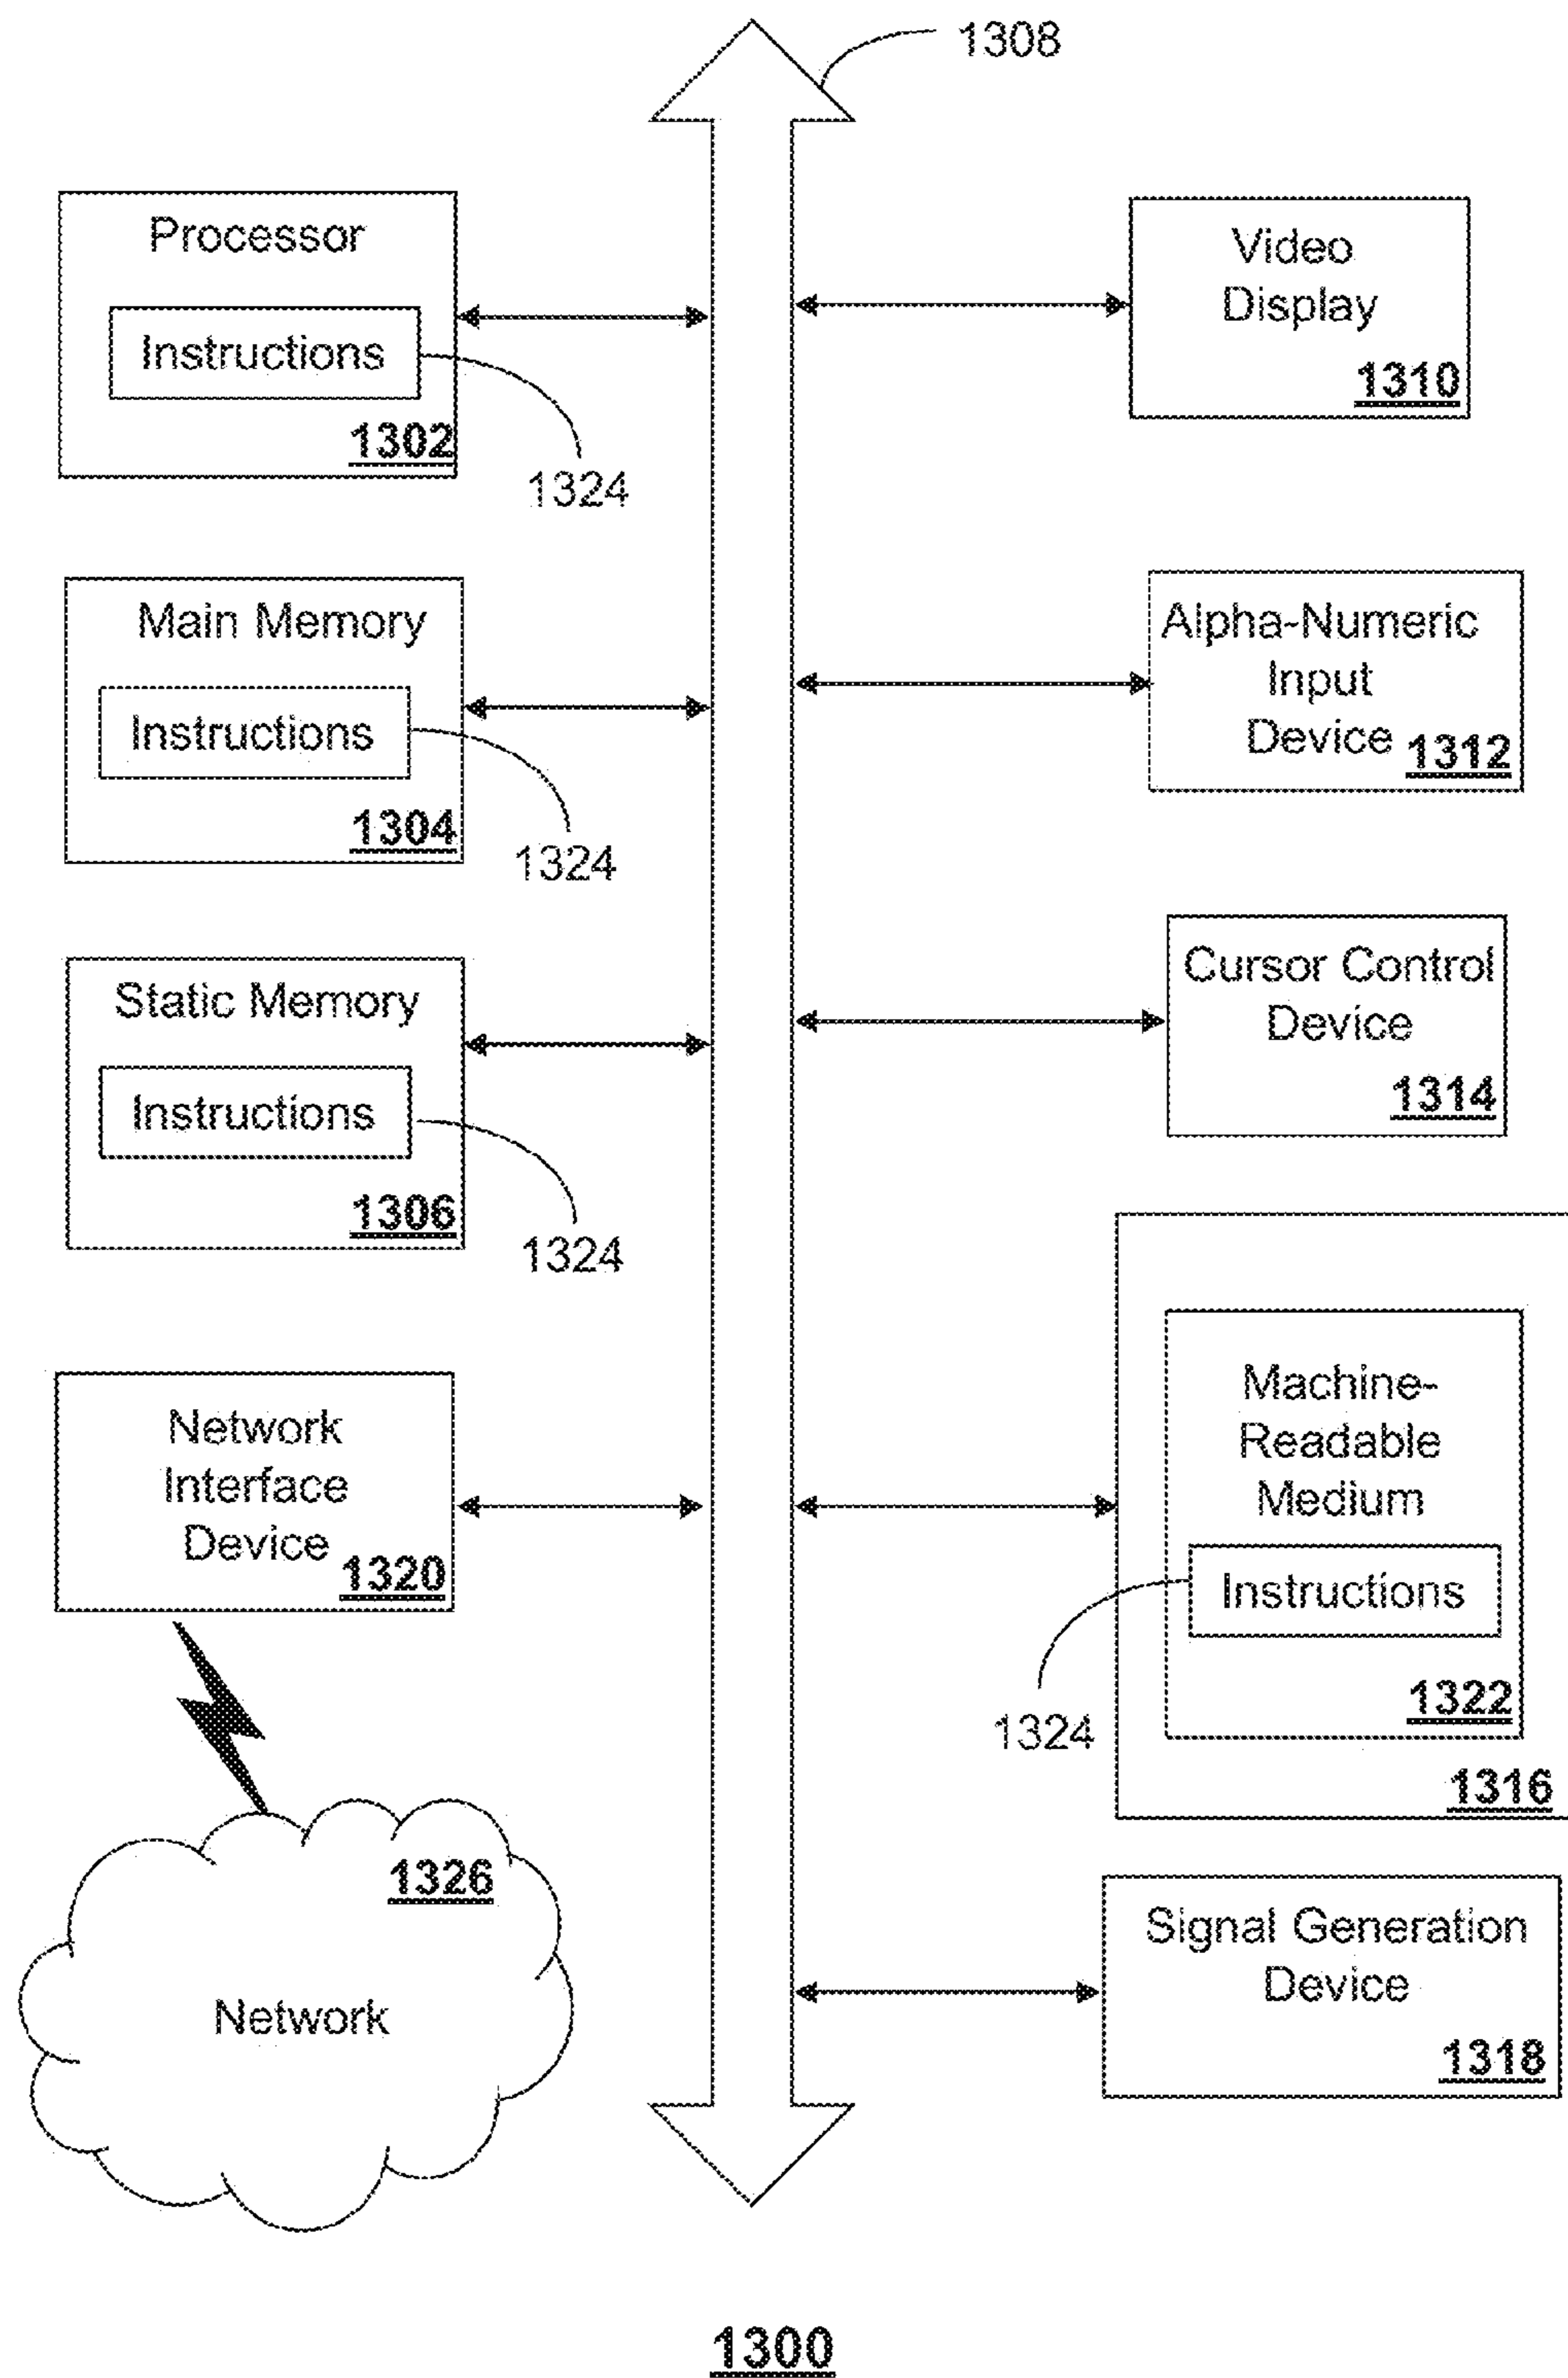 1308
Processor
Instructions
1302
1324
Main Memory
Instructions
1304
1324
Static Memory
Instructions
1306
1324
Network
Interface
Device
1320
1326
Network
Video
Display
1310
Alpha-Numeric
Input
Device
1312
Cursor Control
Device
1314
Machine-
Readable
Medium
Instructions
1322
1324
1316
Signal Generation
Device
1318
1300